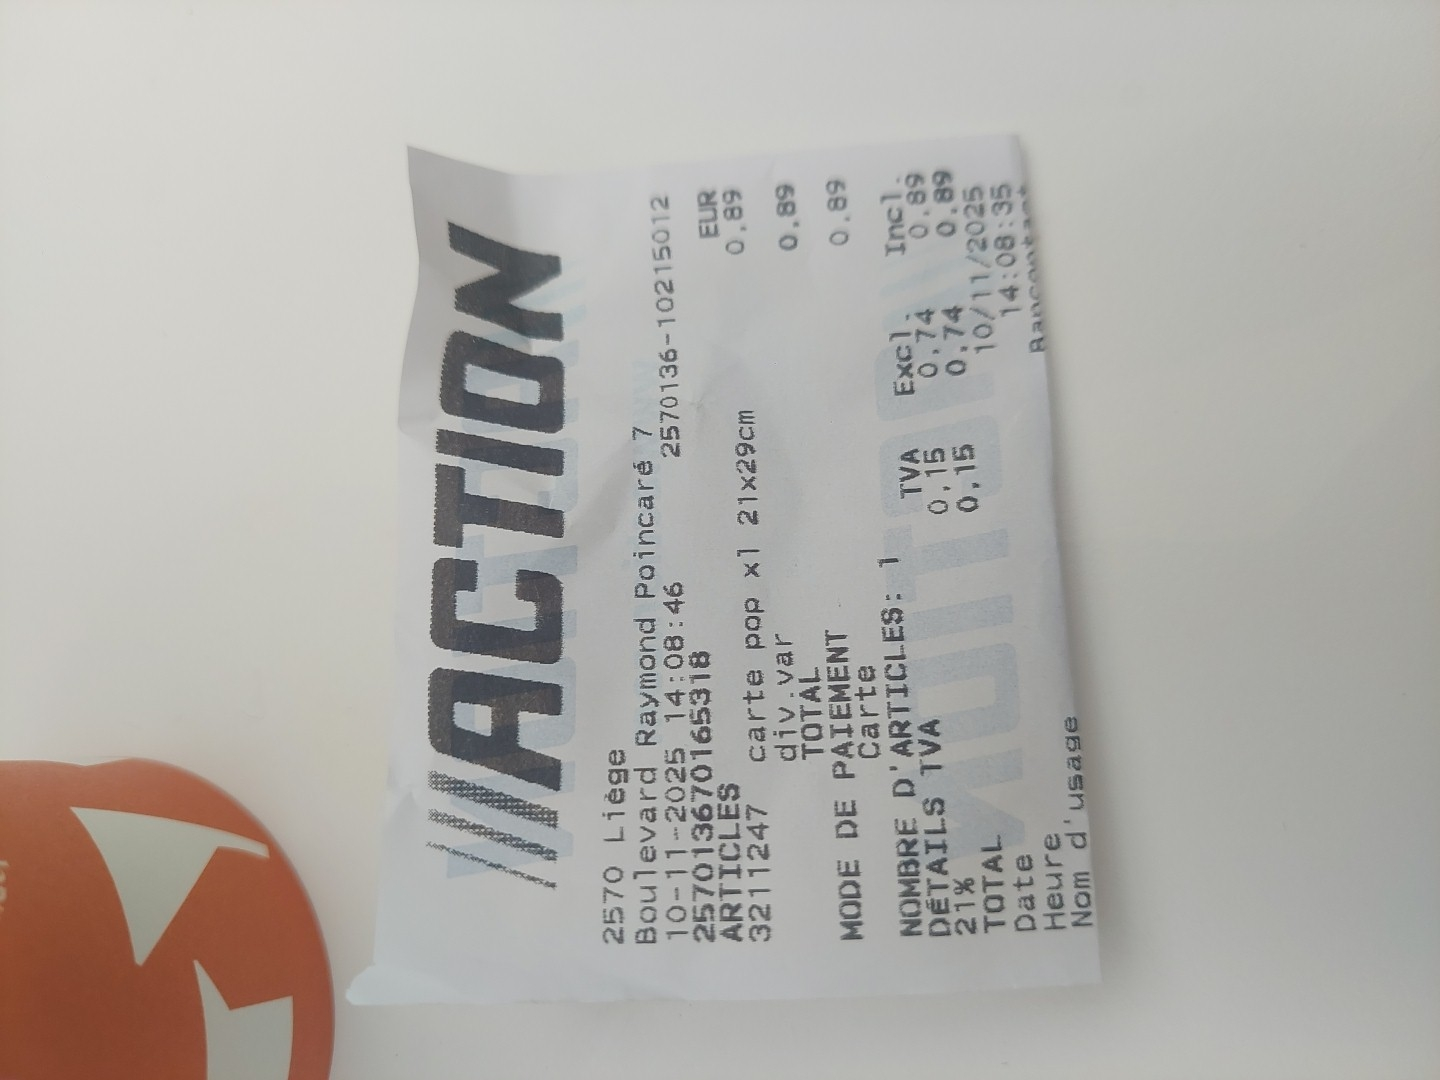 ///ACTION
2570 Liège
Boulevard Raymond Poincaré 7
10-11-2025 14:08:46 2570136-10215012
257013670165318
ARTICLES EUR
3211247 carte pop x1 21x29cm 0,89
div.var
TOTAL 0,89
MODE DE PAIEMENT
Carte 0,89
NOMBRE D'ARTICLES: 1
DÉTAILS TVA TVA Excl. Incl.
21% 0,15 0,74 0,89
TOTAL 0,15 0,74 0,89
Date 10/11/2025
Heure 14:08:35
Nom d'usage Bancontact